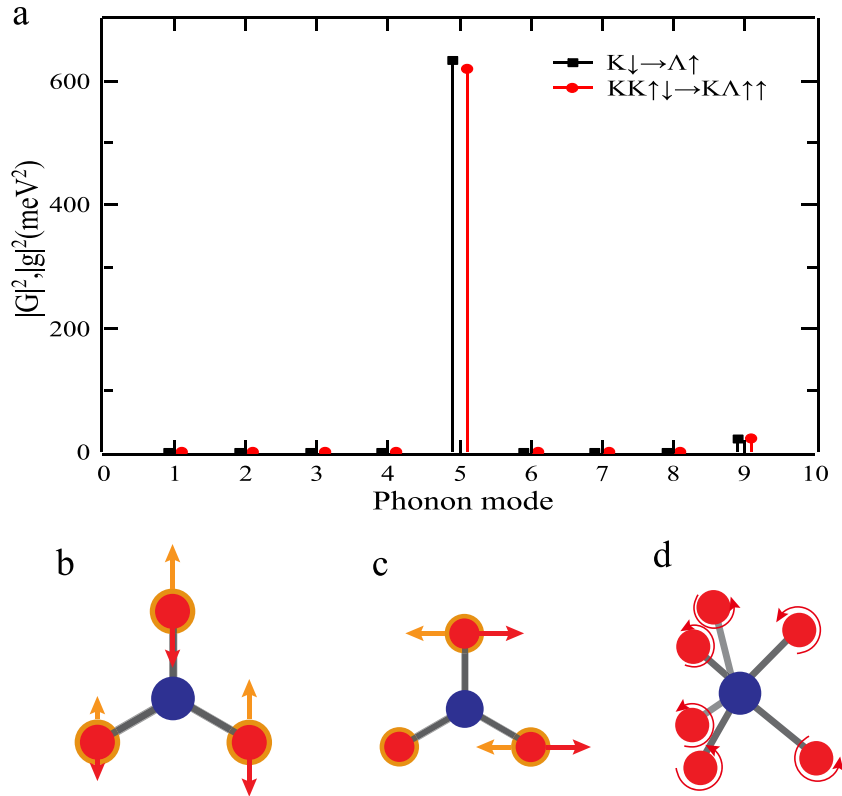 a
K↓→Λ↑
KK↑↓→KΛ↑↑
|G|²,|g|²(meV²)
600
400
200
0
0 1 2 3 4 5 6 7 8 9 10
Phonon mode
b c d